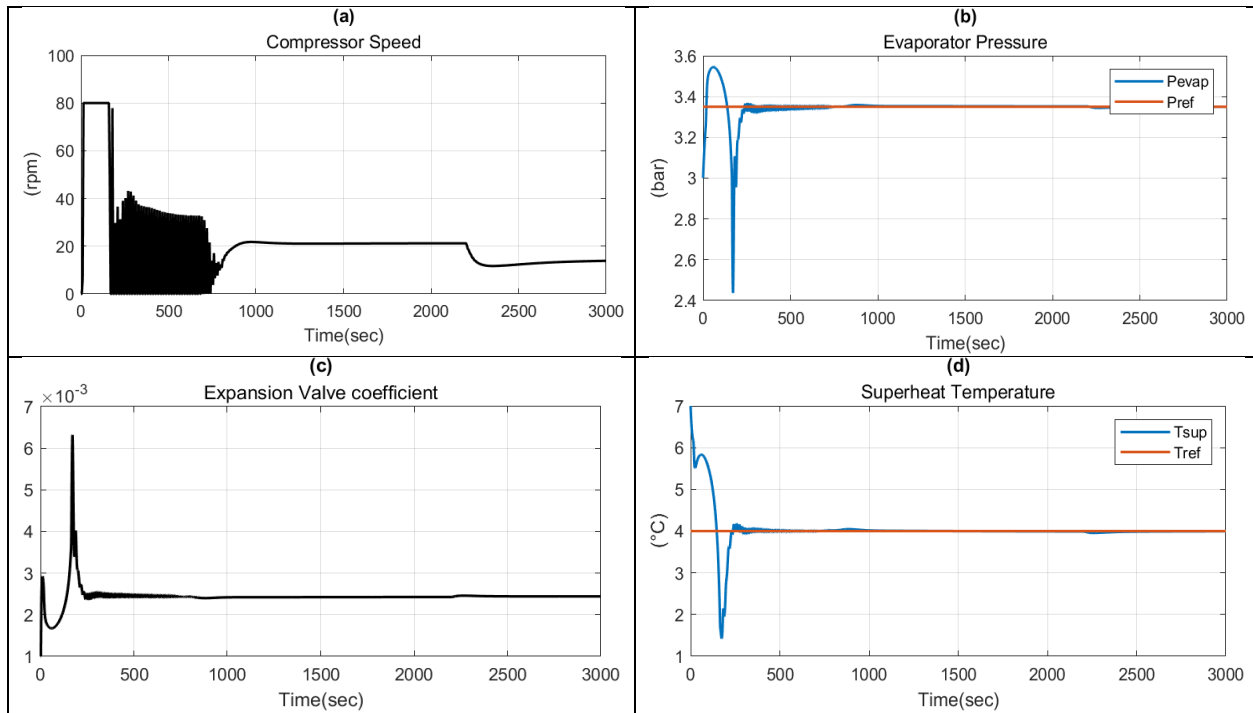 (a)
Compressor Speed
100
80
60
40
20
0
(rpm)
0 500 1000 1500 2000 2500 3000
Time(sec)
(b)
Evaporator Pressure
3.6
3.4
3.2
3
2.8
2.6
2.4
(bar)
Pevap
Pref
0 500 1000 1500 2000 2500 3000
Time(sec)
(c)
×10-3
Expansion Valve coefficient
7
6
5
4
3
2
1
0 500 1000 1500 2000 2500 3000
Time(sec)
(d)
Superheat Temperature
7
6
5
4
3
2
1
(°C)
Tsup
Tref
0 500 1000 1500 2000 2500 3000
Time(sec)